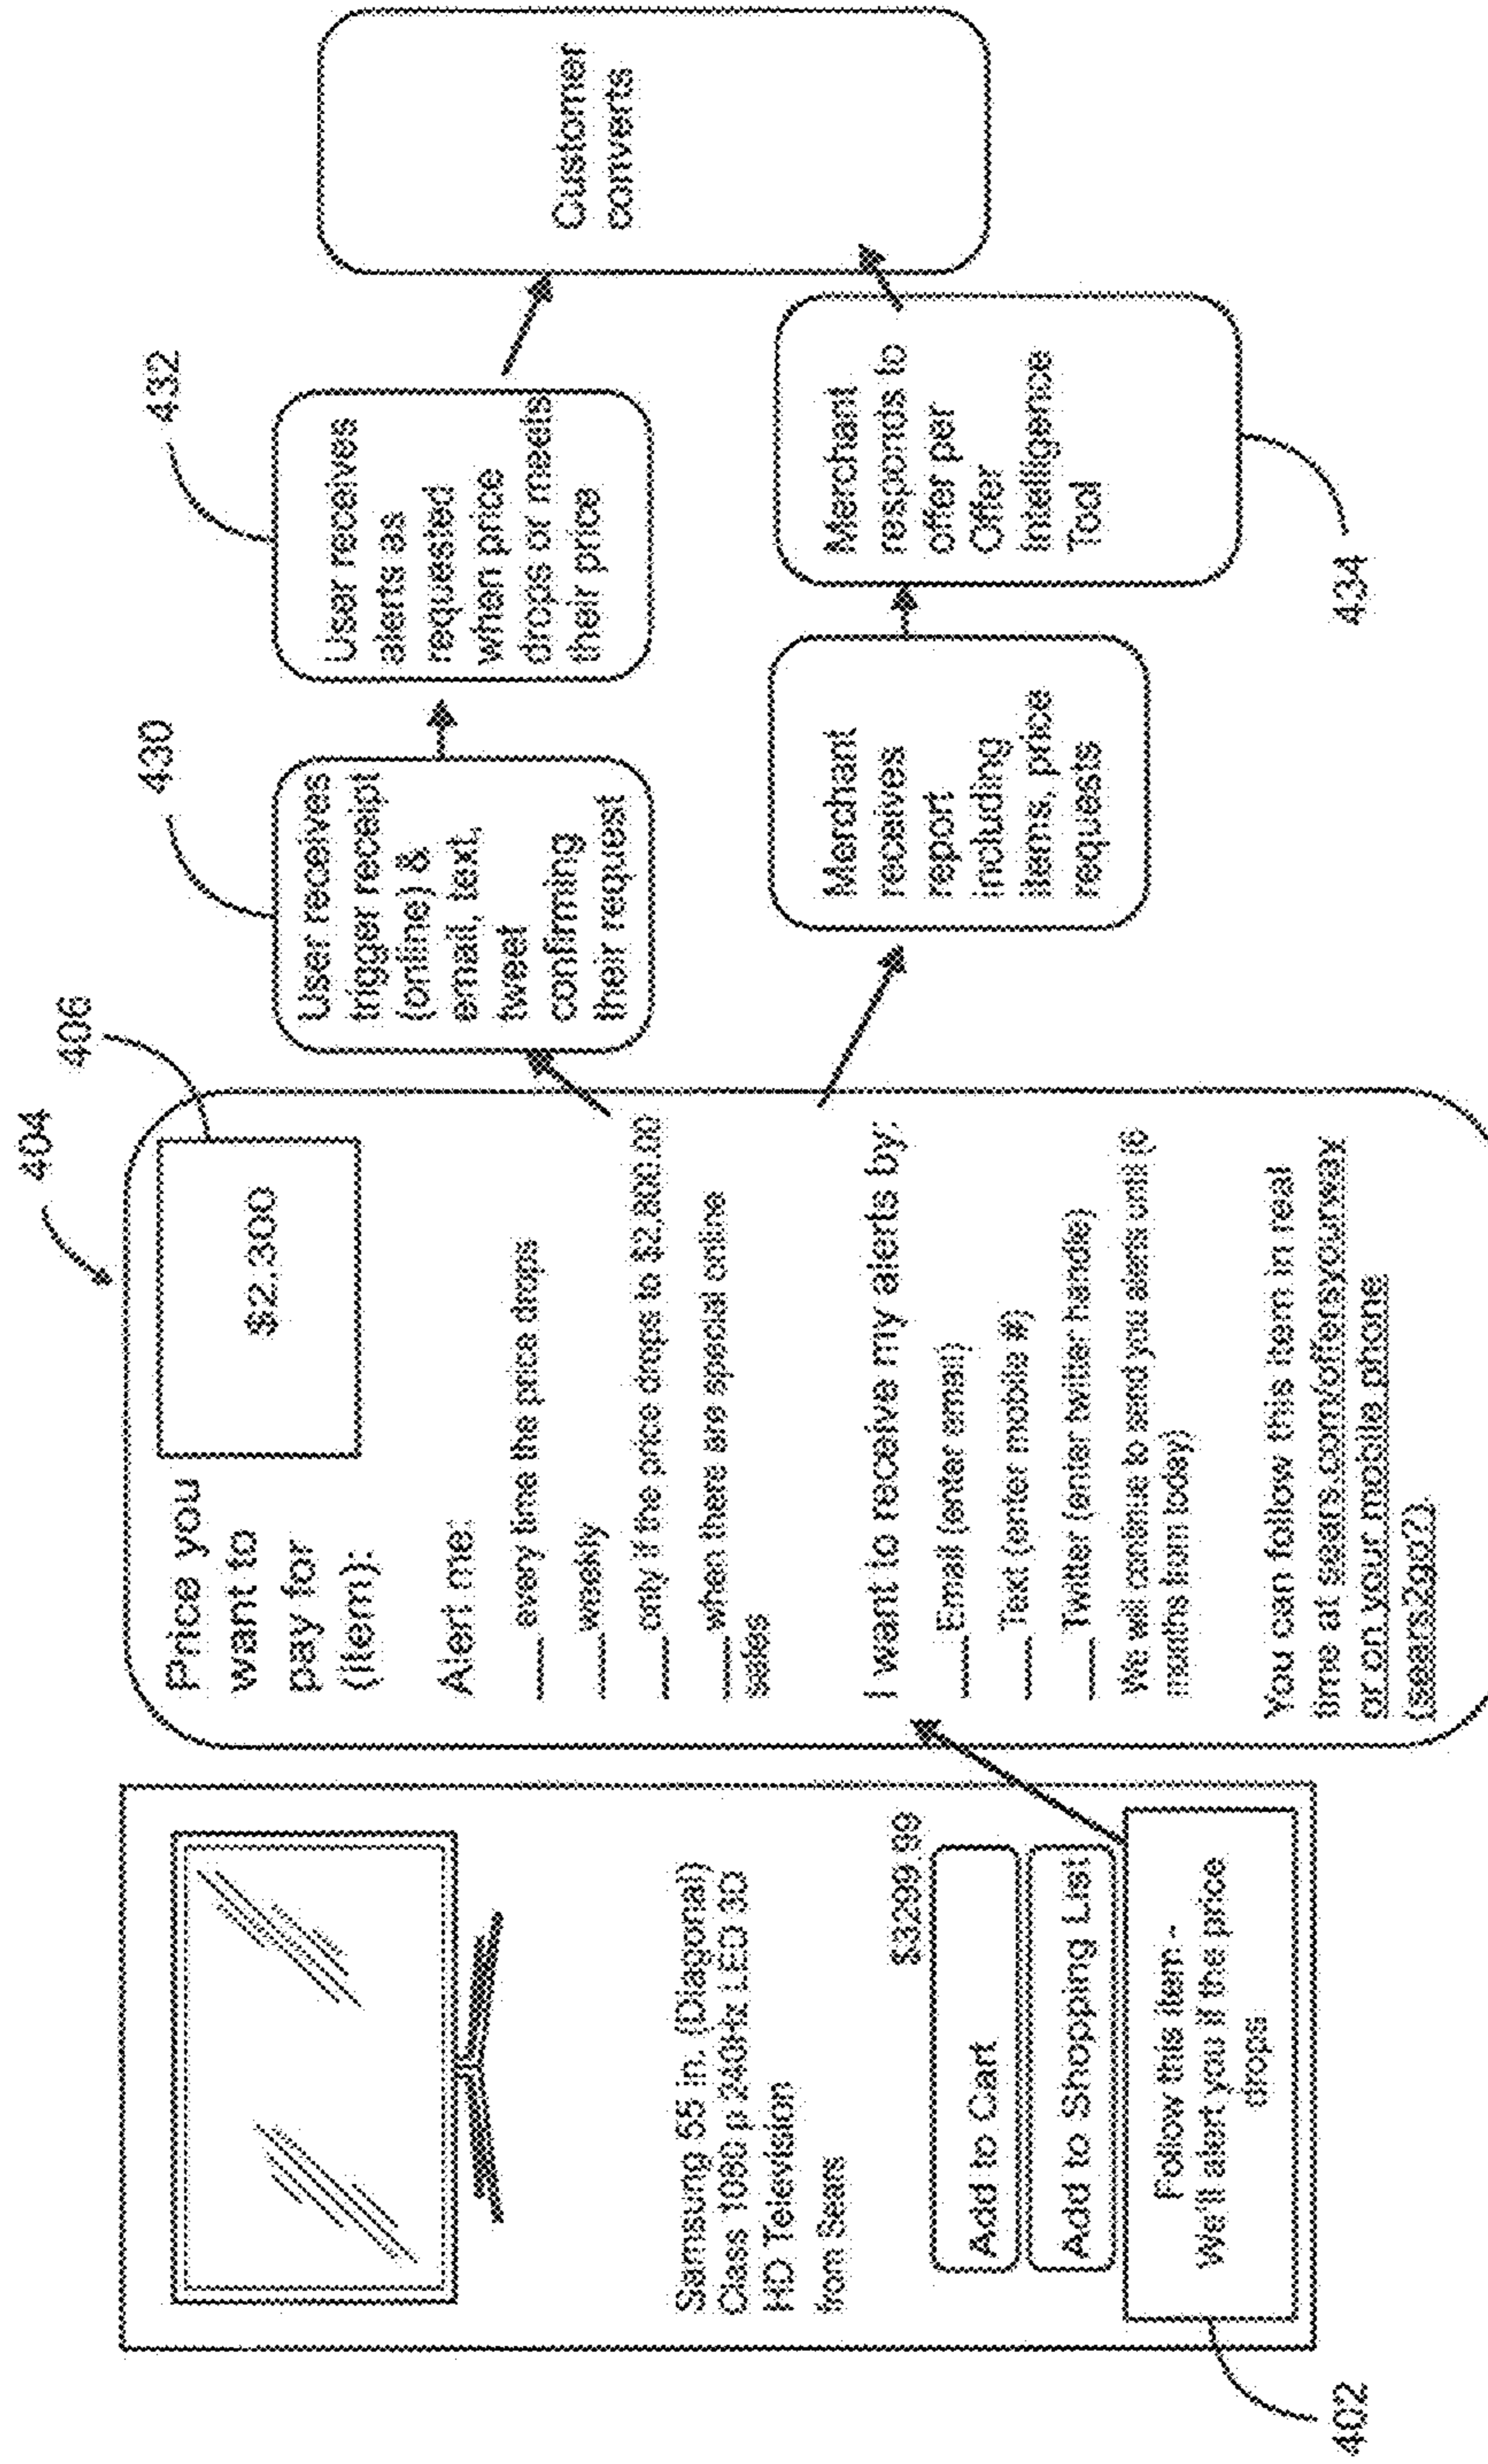 Samsung 55 in. (Diagonal)
Class 1080 p 240Hz LED 3D
HD Television
from Sears
$3299.99
Add to Cart
Add to Shopping List
Follow this item -
We'll alert you if the price
drops
402
404
406
Price you
want to
pay for
(item):
$2,300
Alert me:
___ every time the price drops
___ weekly
___ only if the price drops to $2,800.00
___ when there are special online
sales
I want to receive my alerts by:
___ Email (enter email)
___ Text (enter mobile #)
___ Twitter (enter twitter handle)
We will continue to send you alerts until (6
months from today)
You can follow this item in real
time at sears.com/offersyourway
or on your mobile phone
(sears2go?).
430
User receives
trigger receipt
(online) &
email, text,
tweet
confirming
their request
432
User receives
alerts as
requested
when price
drops or meets
their price
Merchant
receives
report
including
items, price
requests
Merchant
responds to
offer per
Offer
Intelligence
Tool
434
Customer
converts